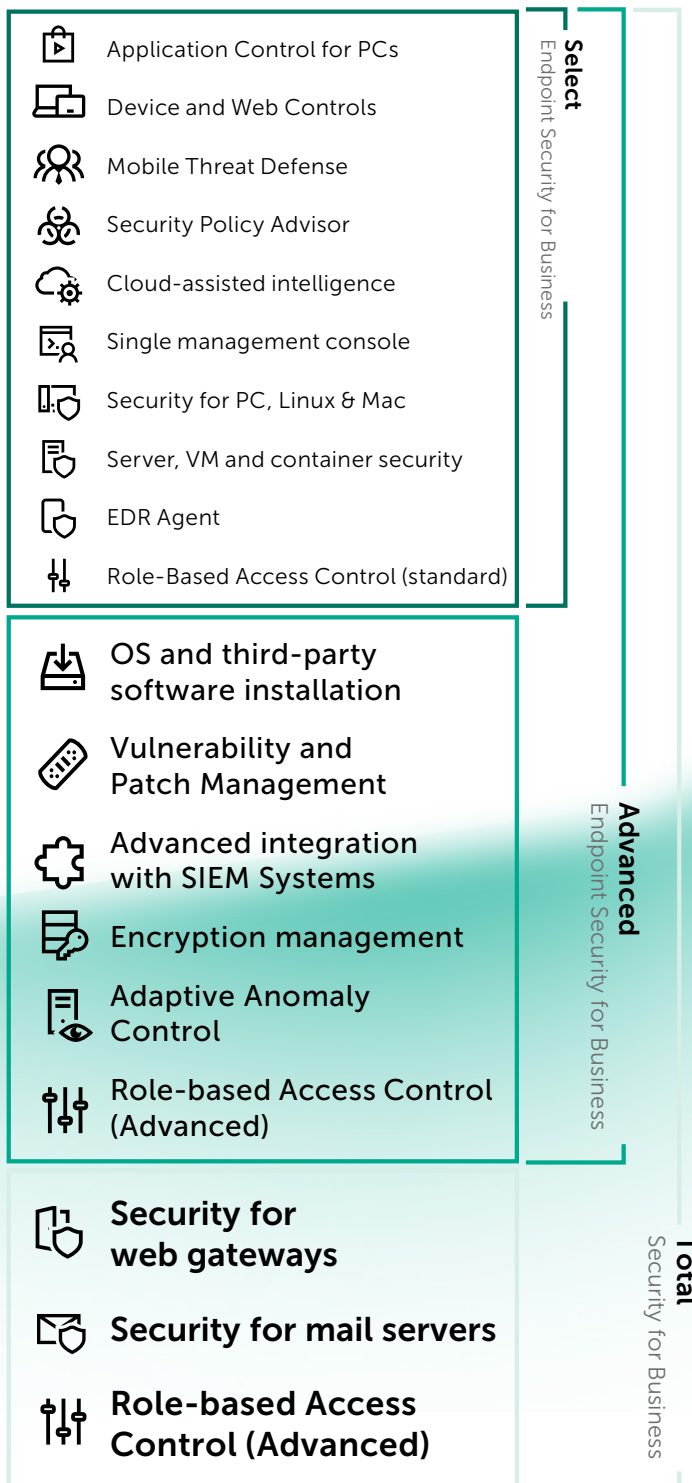 Application Control for PCs
Device and Web Controls
Mobile Threat Defense
Security Policy Advisor
Cloud-assisted intelligence
Single management console
Security for PC, Linux & Mac
Server, VM and container security
EDR Agent
Role-Based Access Control (standard)
Select
Endpoint Security for Business
OS and third-party
software installation
Vulnerability and
Patch Management
Advanced integration
with SIEM Systems
Encryption management
Adaptive Anomaly
Control
Role-based Access Control
(Advanced)
Advanced
Endpoint Security for Business
Security for
web gateways
Security for mail servers
Role-based Access
Control (Advanced)
Total
Security for Business